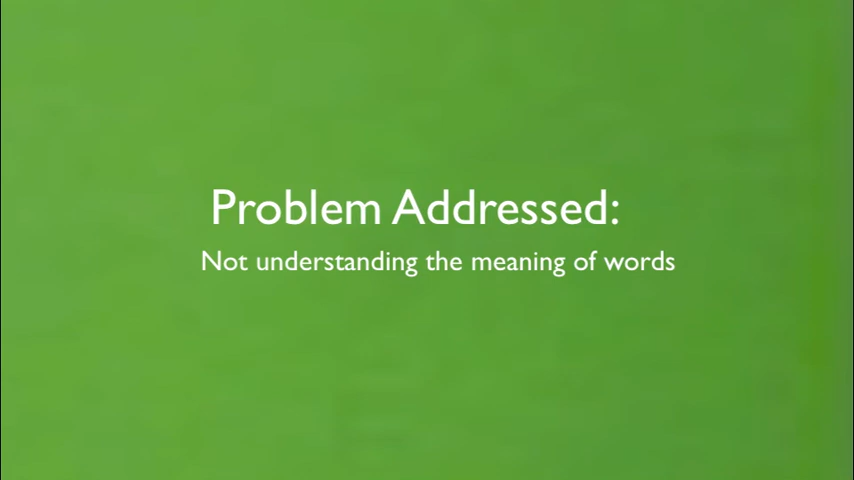 Problem Addressed:
Not understanding the meaning of words